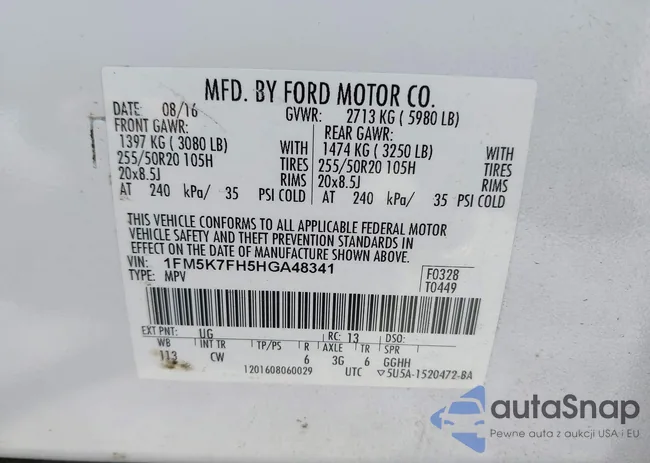 MFD. BY FORD MOTOR CO.
DATE 08/16 GVWR: 2713 KG ( 5980 LB)
FRONT GAWR: REAR GAWR:
1397 KG ( 3080 LB) WITH 1474 KG ( 3250 LB) WITH
255/50R20 105H TIRES 255/50R20 105H TIRES
20x8.5J RIMS 20x8.5J RIMS
AT 240 kPa/ 35 PSI COLD AT 240 kPa/ 35 PSI COLD
THIS VEHICLE CONFORMS TO ALL APPLICABLE FEDERAL MOTOR
VEHICLE SAFETY AND THEFT PREVENTION STANDARDS IN
EFFECT ON THE DATE OF MANUFACTURE SHOWN ABOVE.
VIN: 1FM5K7FH5HGA48341
TYPE: MPV
F0328
T0449
EXT PNT: UG RC: 13 DSO:
WB INT TR TP/PS R AXLE TR SPR
113 CW 6 3G 6 GGHH
1201608060029 UTC ▽5U5A-1520472-BA
autaSnap
Pewne auta z aukcji USA i EU